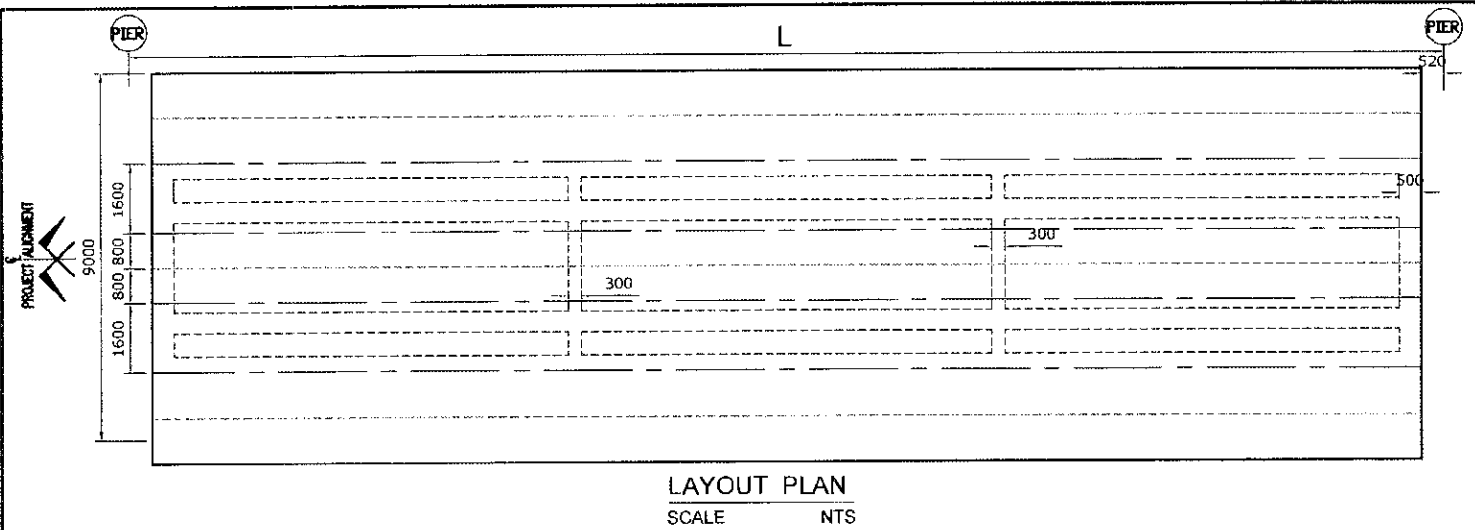 PIER
L
PIER
520
1600
500
PROJECT ALIGNMENT
9000
800
300
800
300
1600
LAYOUT PLAN
SCALE NTS